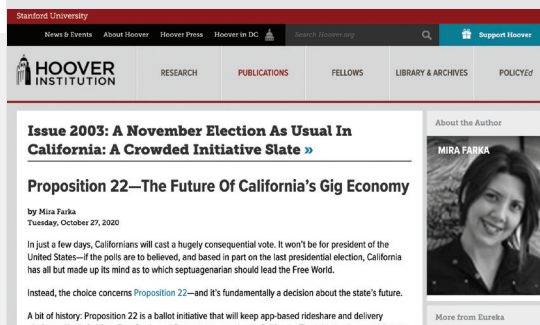 Stanford University
News & Events About Hoover Hoover Press Hoover in DC Search Hoover.org Support Hoover
HOOVER
INSTITUTION
RESEARCH PUBLICATIONS FELLOWS LIBRARY & ARCHIVES POLICYEd
Issue 2003: A November Election As Usual In
California: A Crowded Initiative Slate »
Proposition 22—The Future Of California's Gig Economy
by Mira Farka
Tuesday, October 27, 2020
In just a few days, Californians will cast a hugely consequential vote. It won't be for president of the
United States—if the polls are to believed, and based in part on the last presidential election, California
has all but made up its mind as to which septuagenarian should lead the Free World.
Instead, the choice concerns Proposition 22—and it's fundamentally a decision about the state's future.
A bit of history: Proposition 22 is a ballot initiative that will keep app-based rideshare and delivery
About the Author
MIRA FARKA
More from Eureka